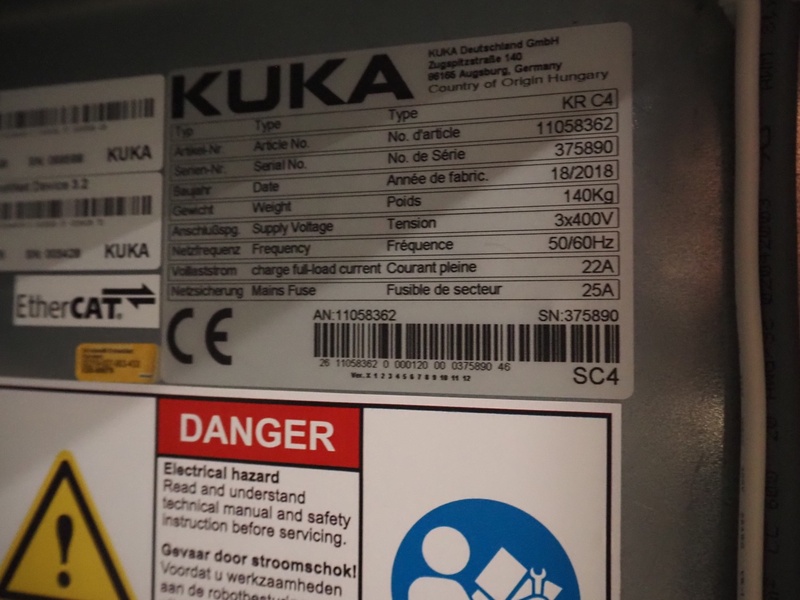 KUKA
KUKA Deutschland GmbH
Zugspitzstraße 140
86165 Augsburg, Germany
Country of Origin Hungary
Typ Type Type KR C4
Artikel-Nr. Article No. No. d'article 11058362
Serien-Nr. Serial No. No. de Série 375890
Baujahr Date Année de fabric. 18/2018
Gewicht Weight Poids 140Kg
Anschlußspg. Supply Voltage Tension 3x400V
Netzfrequenz Frequency Fréquence 50/60Hz
Volllaststrom charge full-load current Courant pleine 22A
Netzsicherung Mains Fuse Fusible de secteur 25A
CE
AN:11058362 SN:375890
26 11058362 0 000120 00 0375890 46
Ver. X 1 2 3 4 5 6 7 8 9 10 11 12
SC4
KUKA
Device 3.2
KUKA
EtherCAT
DANGER
Electrical hazard
Read and understand
technical manual and safety
instruction before servicing.
Gevaar door stroomschok!
Voordat u werkzaamheden
aan de